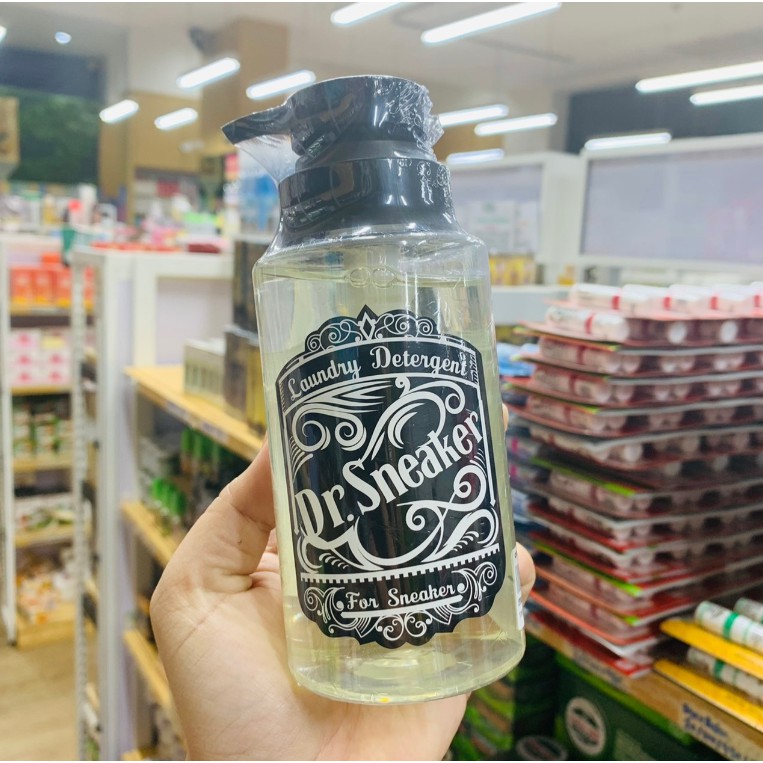 Laundry Detergent
Dr. Sneaker
For Sneaker